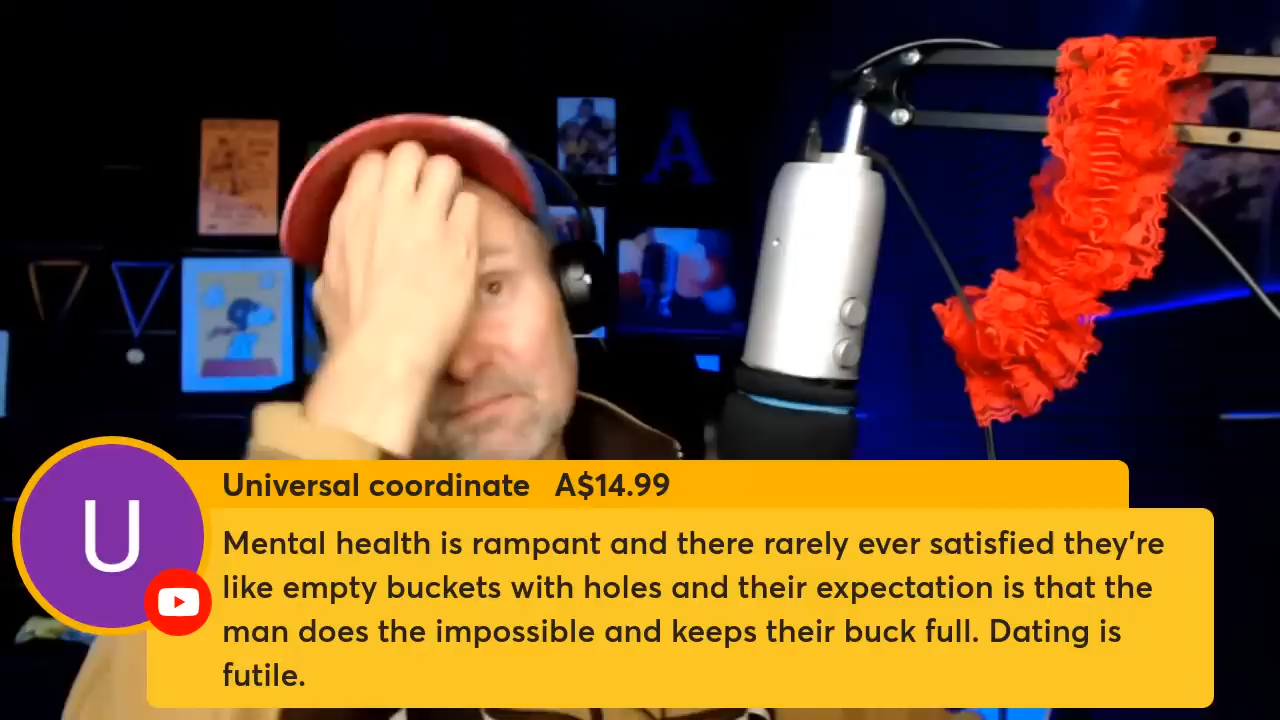 A
Universal coordinate A$14.99
U
Mental health is rampant and there rarely ever satisfied they're
like empty buckets with holes and their expectation is that the
man does the impossible and keeps their buck full. Dating is
futile.